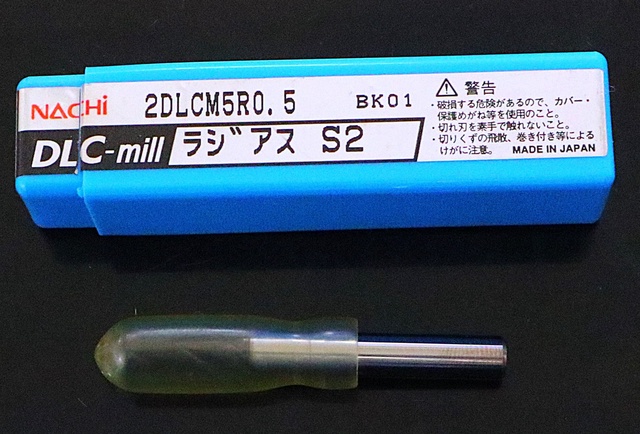 NACHi
2DLCM5R0.5 BK01
DLC-mill ラジアス S2
⚠ 警告
・破損する危険があるので、カバー・
保護めがね等を使用のこと。
・切れ刃を素手で触れないこと。
・切りくずの飛散、巻き付き等による
けがに注意。 MADE IN JAPAN